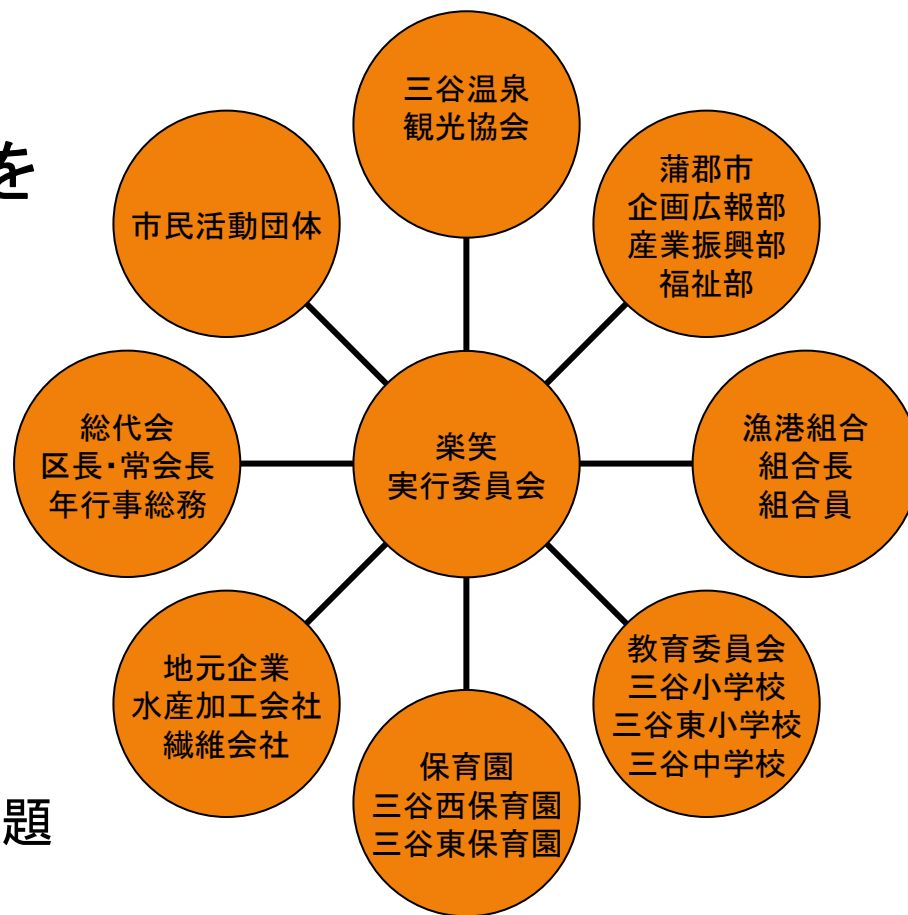 を
題
三谷温泉
観光協会
蒲郡市
企画広報部
産業振興部
福祉部
市民活動団体
総代会
区長・常会長
年行事総務
楽笑
実行委員会
漁港組合
組合長
組合員
地元企業
水産加工会社
繊維会社
保育園
三谷西保育園
三谷東保育園
教育委員会
三谷小学校
三谷東小学校
三谷中学校